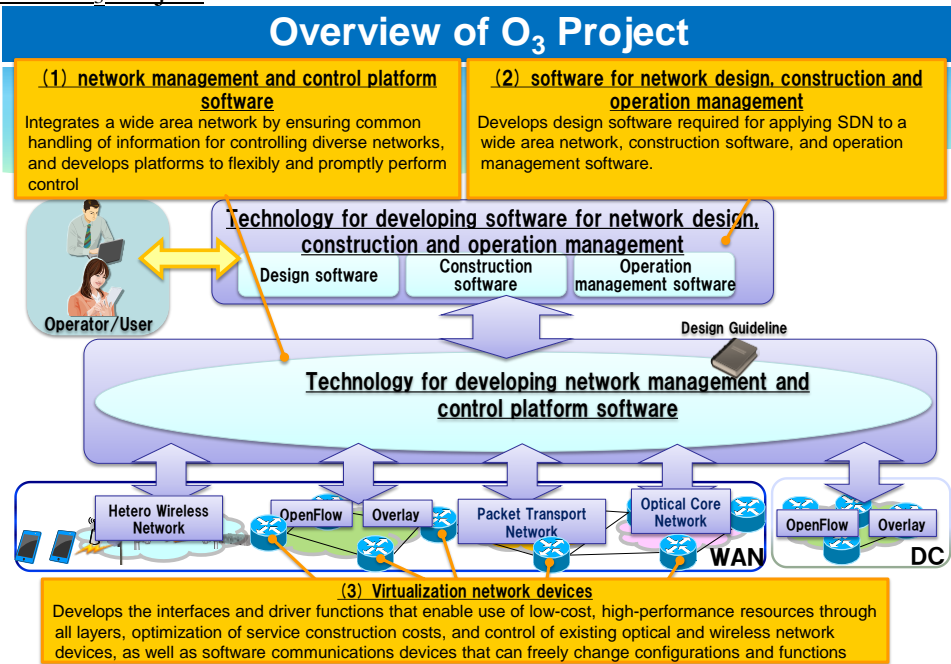 Overview of O₃ Project
(1) network management and control platform
software
Integrates a wide area network by ensuring common
handling of information for controlling diverse networks,
and develops platforms to flexibly and promptly perform
control
(2) software for network design, construction and
operation management
Develops design software required for applying SDN to a
wide area network, construction software, and operation
management software.
Technology for developing software for network design,
construction and operation management
Design software
Construction
software
Operation
management software
Operator/User
Design Guideline
Technology for developing network management and
control platform software
Hetero Wireless
Network
OpenFlow
Overlay
Packet Transport
Network
Optical Core
Network
WAN
OpenFlow
Overlay
DC
(3) Virtualization network devices
Develops the interfaces and driver functions that enable use of low-cost, high-performance resources through
all layers, optimization of service construction costs, and control of existing optical and wireless network
devices, as well as software communications devices that can freely change configurations and functions